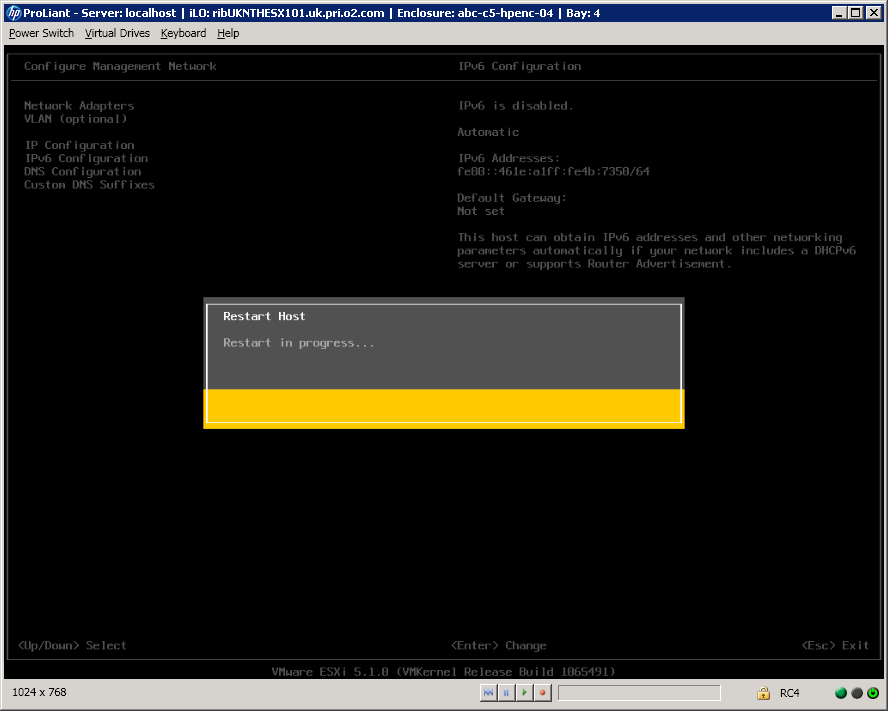 ProLiant - Server: localhost | iLO: ribUKNTHESX101.uk.pri.o2.com | Enclosure: abc-c5-hpenc-04 | Bay: 4
Power Switch Virtual Drives Keyboard Help
Configure Management Network
IPv6 Configuration
Network Adapters
VLAN (optional)
IP Configuration
IPv6 Configuration
DNS Configuration
Custom DNS Suffixes
IPv6 is disabled.
Automatic
IPv6 Addresses:
fe80::461e:a1ff:fe4b:7350/64
Default Gateway:
Not set
This host can obtain IPv6 addresses and other networking
parameters automatically if your network includes a DHCPv6
server or supports Router Advertisement.
Restart Host
Restart in progress...
<Up/Down> Select
<Enter> Change
<Esc> Exit
VMware ESXi 5.1.0 (VMKernel Release Build 1065491)
1024 x 768
RC4